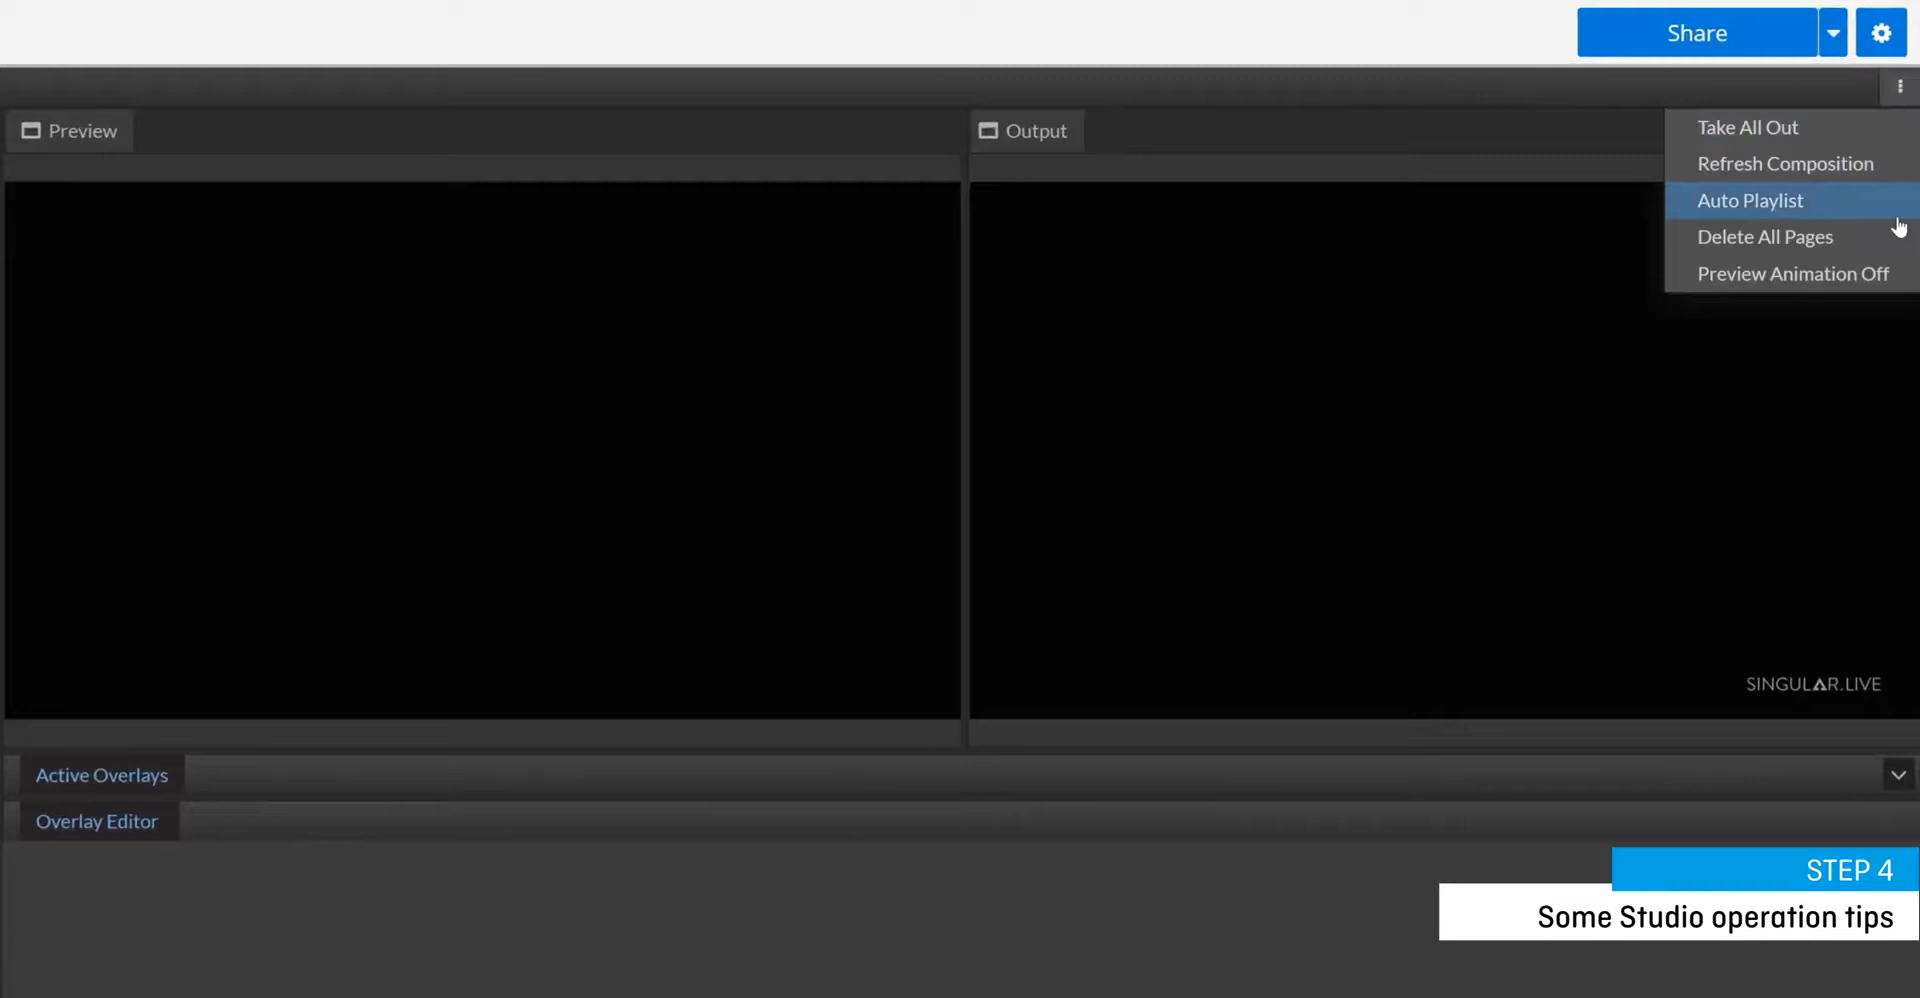 Share
Preview
Output
Take All Out
Refresh Composition
Auto Playlist
Delete All Pages
Preview Animation Off
SINGULAR.LIVE
Active Overlays
Overlay Editor
STEP 4
Some Studio operation tips